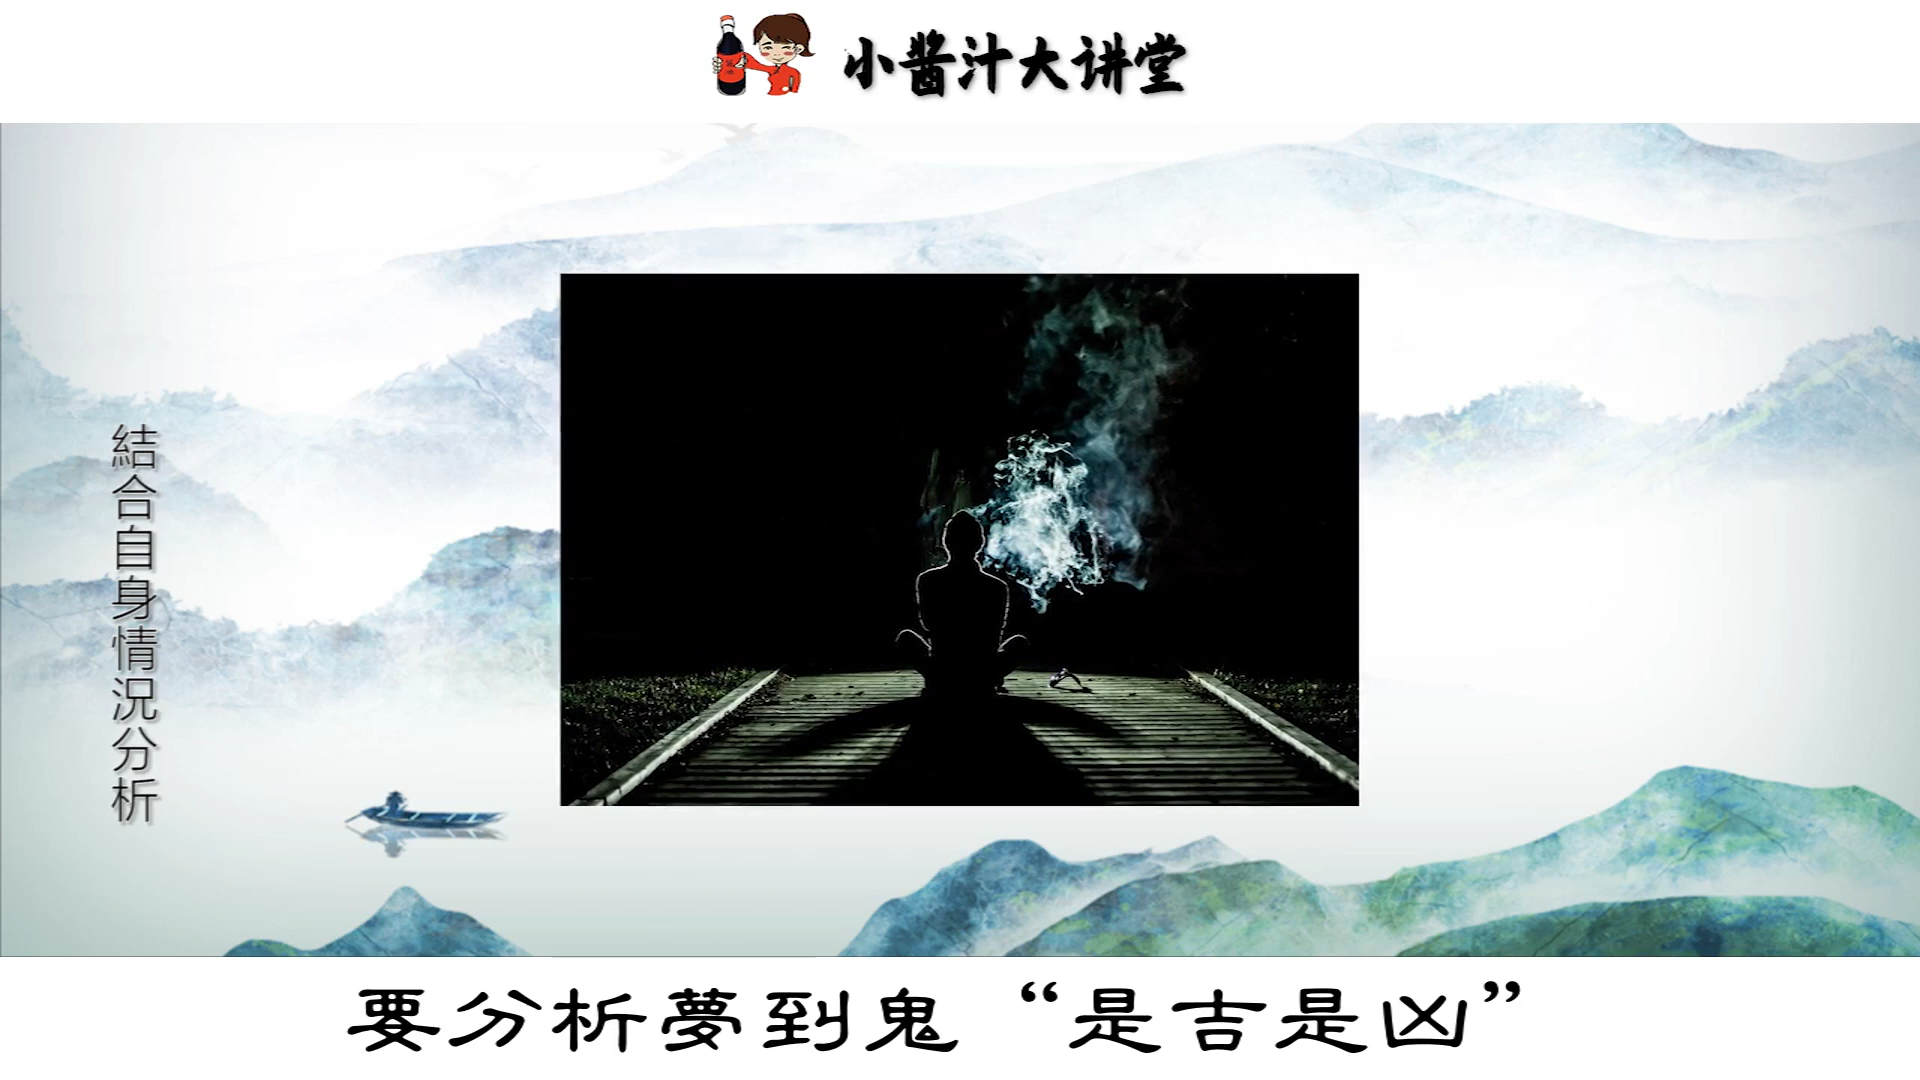 小酱汁大讲堂
結合自身情況分析
要分析夢到鬼“是吉是凶”